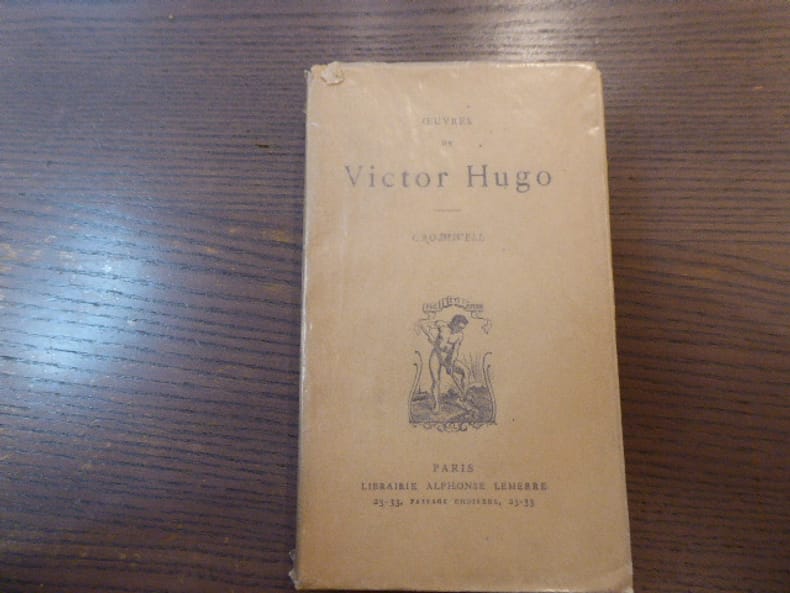 ŒUVRES
DE
Victor Hugo
CROMWELL
PARIS
LIBRAIRIE ALPHONSE LEMERRE
23-33, PASSAGE CHOISEUL, 23-33